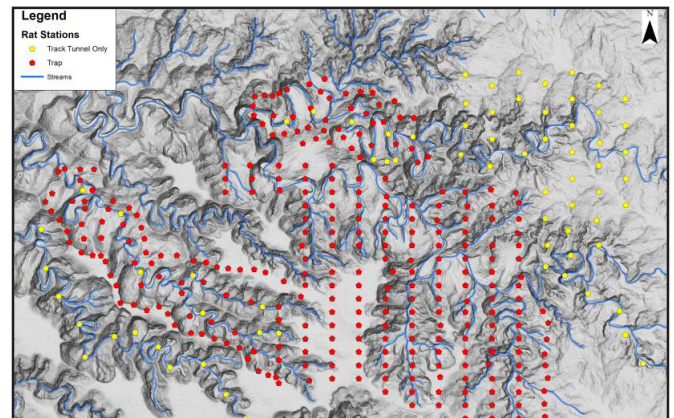 Legend
Rat Stations
Track Tunnel Only
Trap
Streams
N